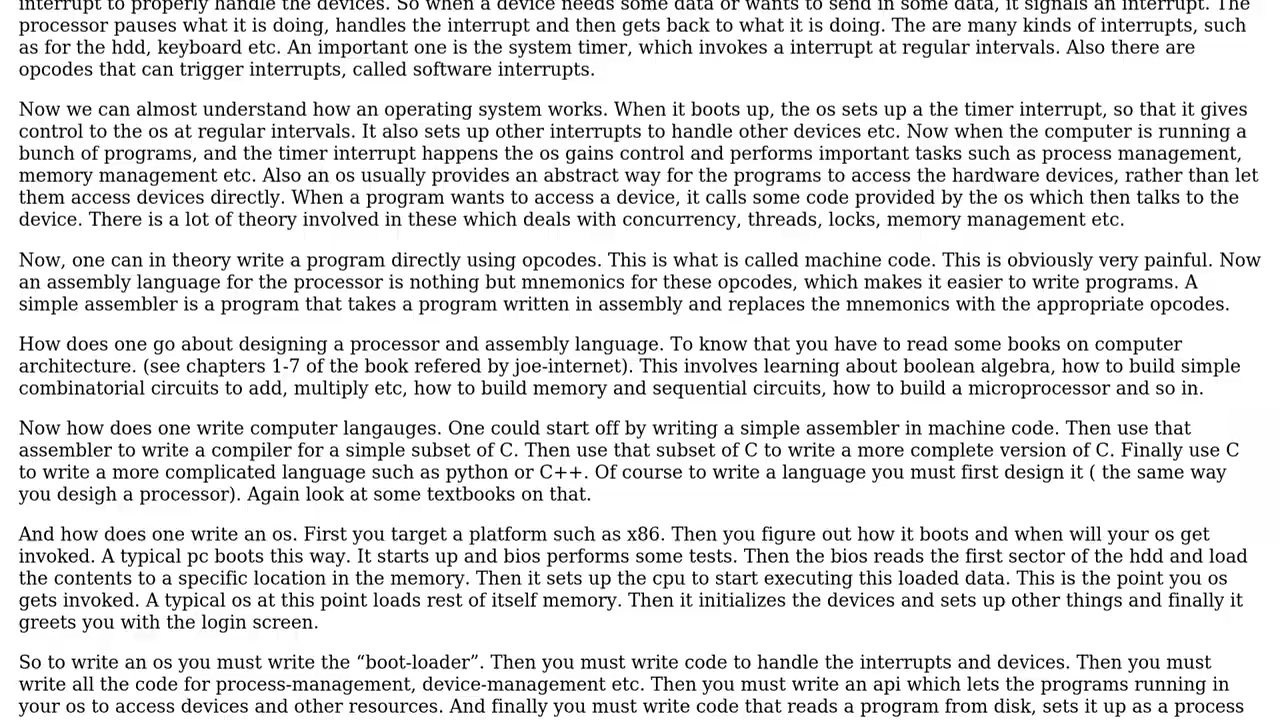 interrupt to properly handle the devices. So when a device needs some data or wants to send in some data, it signals an interrupt. The
processor pauses what it is doing, handles the interrupt and then gets back to what it is doing. The are many kinds of interrupts, such
as for the hdd, keyboard etc. An important one is the system timer, which invokes a interrupt at regular intervals. Also there are
opcodes that can trigger interrupts, called software interrupts.
Now we can almost understand how an operating system works. When it boots up, the os sets up a the timer interrupt, so that it gives
control to the os at regular intervals. It also sets up other interrupts to handle other devices etc. Now when the computer is running a
bunch of programs, and the timer interrupt happens the os gains control and performs important tasks such as process management,
memory management etc. Also an os usually provides an abstract way for the programs to access the hardware devices, rather than let
them access devices directly. When a program wants to access a device, it calls some code provided by the os which then talks to the
device. There is a lot of theory involved in these which deals with concurrency, threads, locks, memory management etc.
Now, one can in theory write a program directly using opcodes. This is what is called machine code. This is obviously very painful. Now
an assembly language for the processor is nothing but mnemonics for these opcodes, which makes it easier to write programs. A
simple assembler is a program that takes a program written in assembly and replaces the mnemonics with the appropriate opcodes.
How does one go about designing a processor and assembly language. To know that you have to read some books on computer
architecture. (see chapters 1-7 of the book refered by joe-internet). This involves learning about boolean algebra, how to build simple
combinatorial circuits to add, multiply etc, how to build memory and sequential circuits, how to build a microprocessor and so in.
Now how does one write computer langauges. One could start off by writing a simple assembler in machine code. Then use that
assembler to write a compiler for a simple subset of C. Then use that subset of C to write a more complete version of C. Finally use C
to write a more complicated language such as python or C++. Of course to write a language you must first design it ( the same way
you desigh a processor). Again look at some textbooks on that.
And how does one write an os. First you target a platform such as x86. Then you figure out how it boots and when will your os get
invoked. A typical pc boots this way. It starts up and bios performs some tests. Then the bios reads the first sector of the hdd and load
the contents to a specific location in the memory. Then it sets up the cpu to start executing this loaded data. This is the point you os
gets invoked. A typical os at this point loads rest of itself memory. Then it initializes the devices and sets up other things and finally it
greets you with the login screen.
So to write an os you must write the “boot-loader”. Then you must write code to handle the interrupts and devices. Then you must
write all the code for process-management, device-management etc. Then you must write an api which lets the programs running in
your os to access devices and other resources. And finally you must write code that reads a program from disk, sets it up as a process